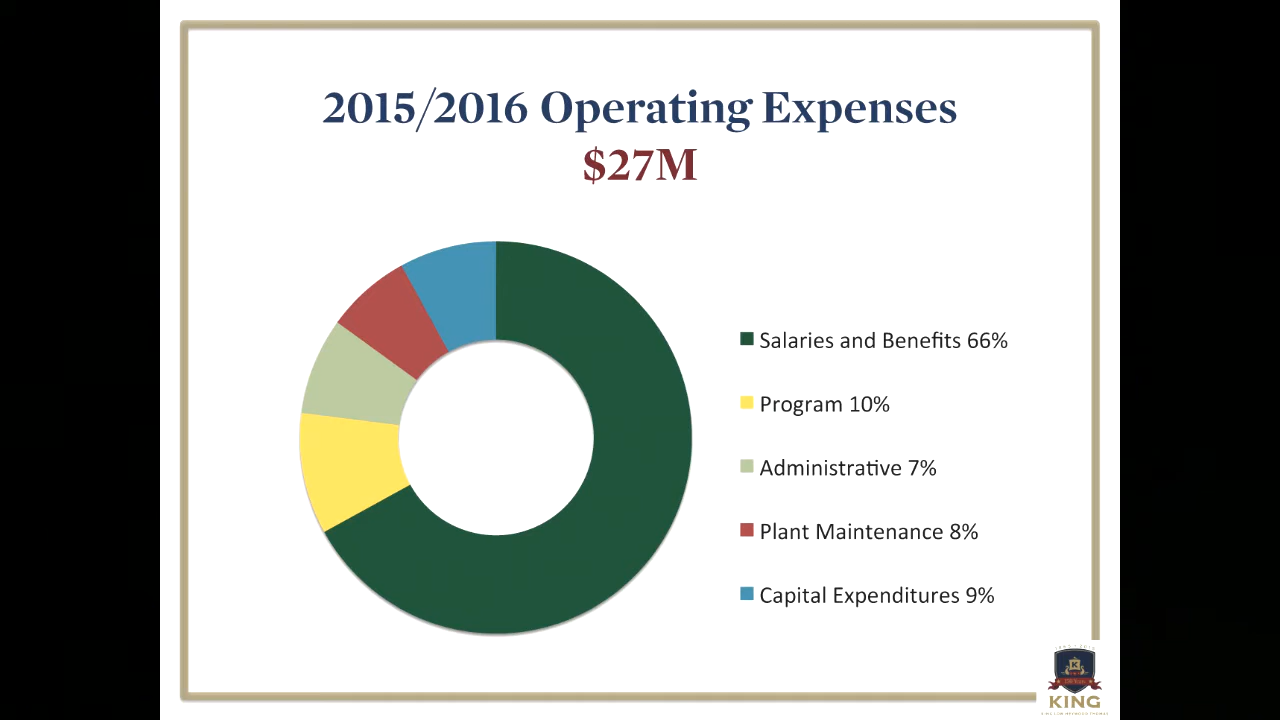 2015/2016 Operating Expenses
$27M
Salaries and Benefits 66%
Program 10%
Administrative 7%
Plant Maintenance 8%
Capital Expenditures 9%
KING